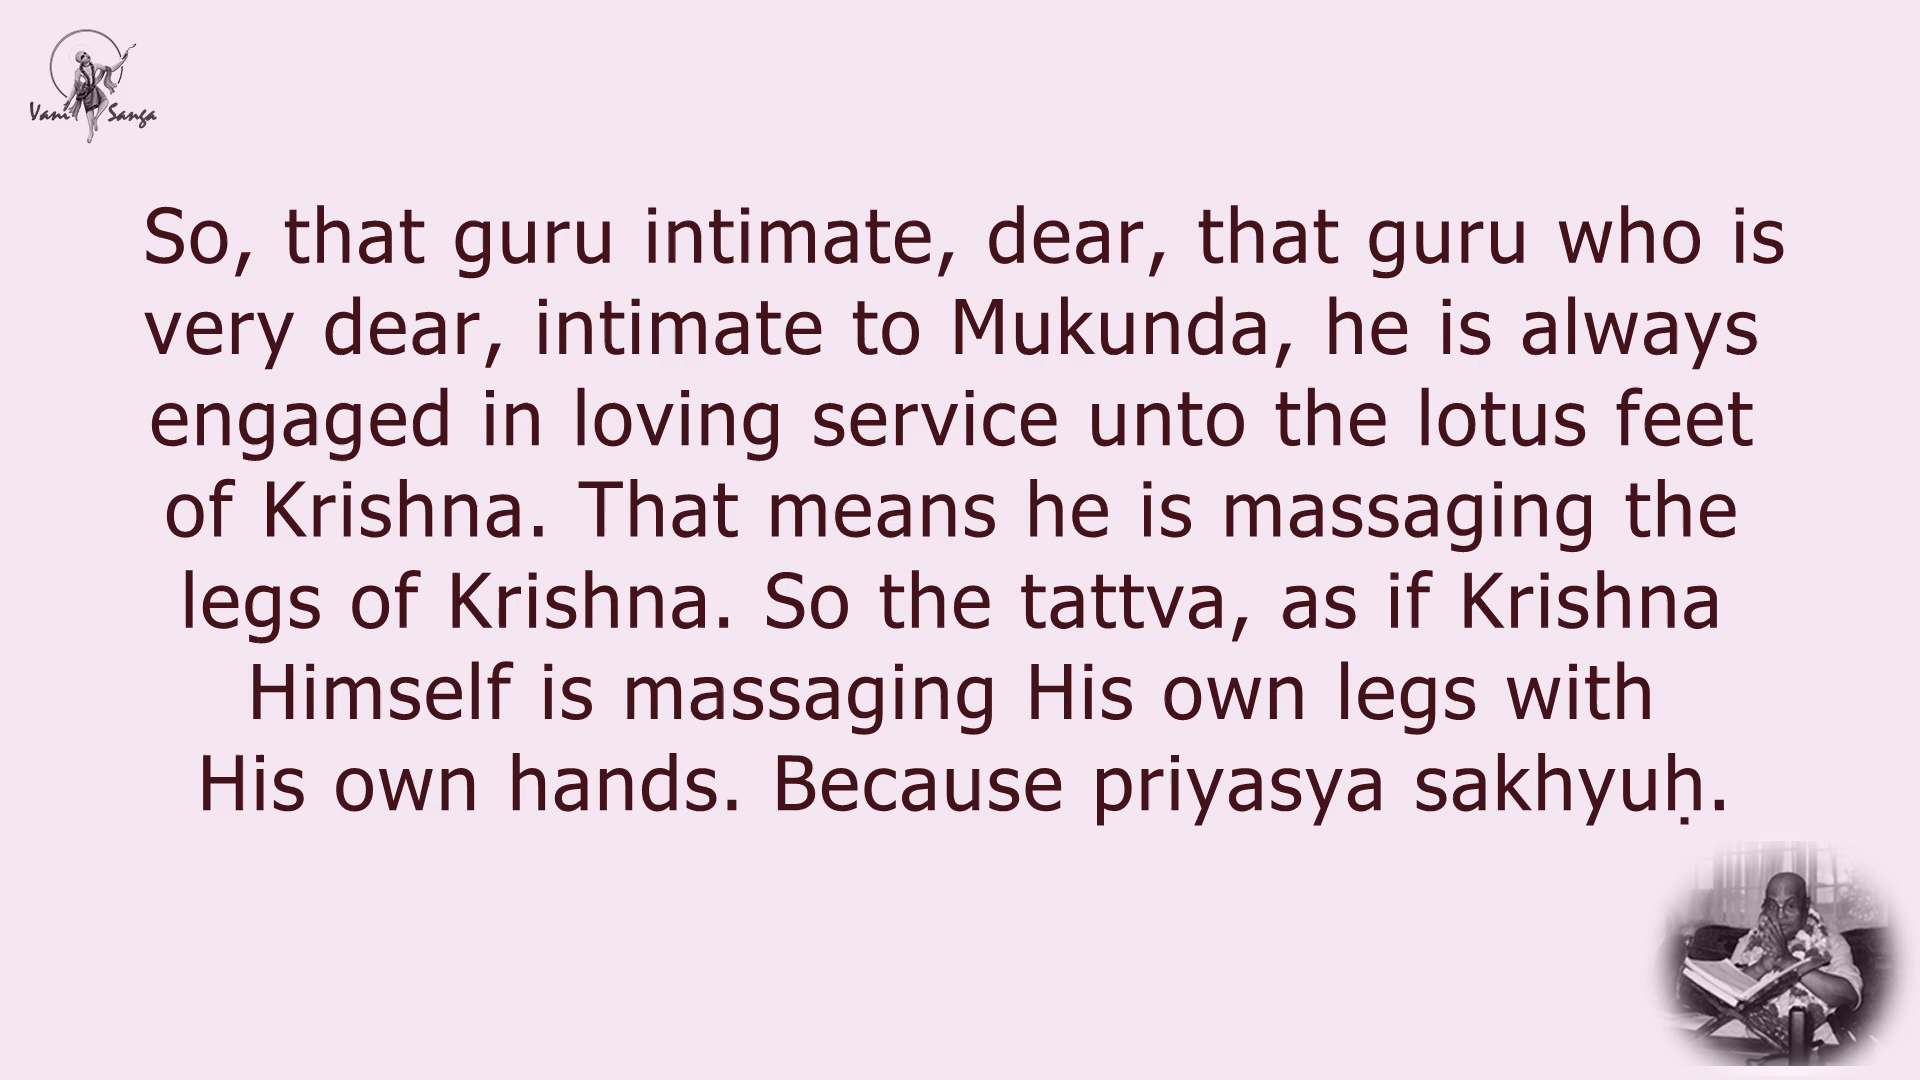 Vani Sanga
So, that guru intimate, dear, that guru who is
very dear, intimate to Mukunda, he is always
engaged in loving service unto the lotus feet
of Krishna. That means he is massaging the
legs of Krishna. So the tattva, as if Krishna
Himself is massaging His own legs with
His own hands. Because priyasya sakhyuḥ.